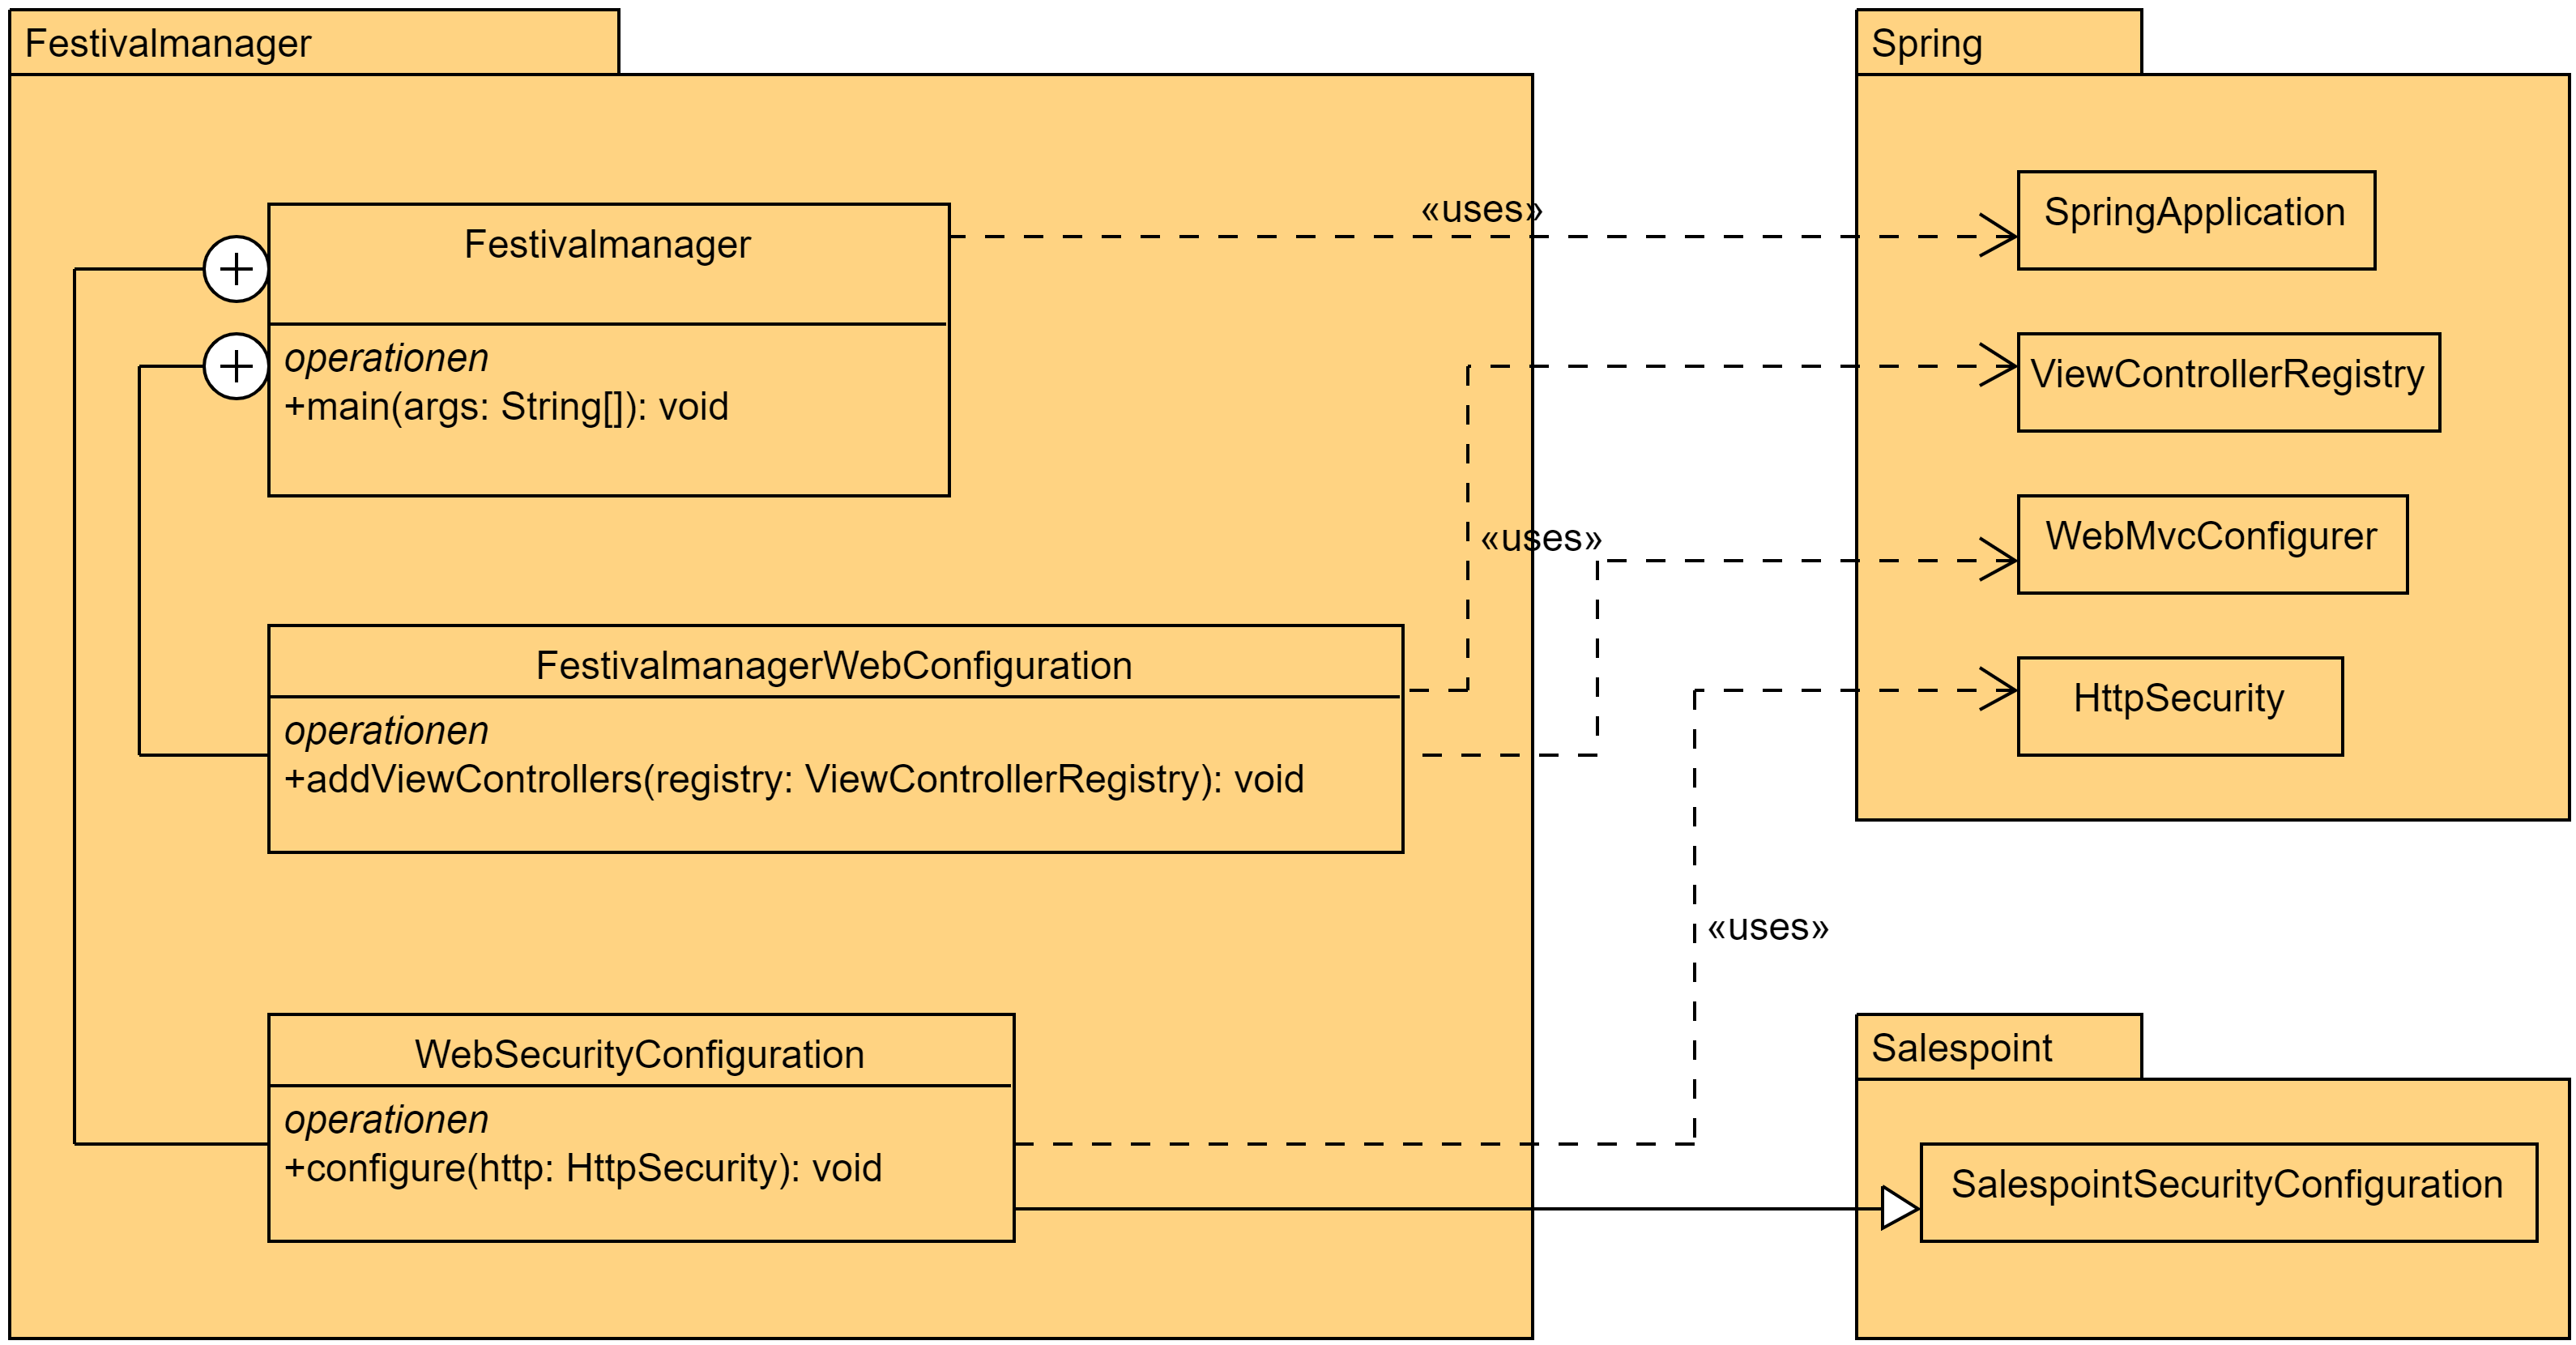 Festivalmanager
Festivalmanager
operationen
+main(args: String[]): void
FestivalmanagerWebConfiguration
operationen
+addViewControllers(registry: ViewControllerRegistry): void
WebSecurityConfiguration
operationen
+configure(http: HttpSecurity): void
«uses»
«uses»
«uses»
Spring
SpringApplication
ViewControllerRegistry
WebMvcConfigurer
HttpSecurity
Salespoint
SalespointSecurityConfiguration